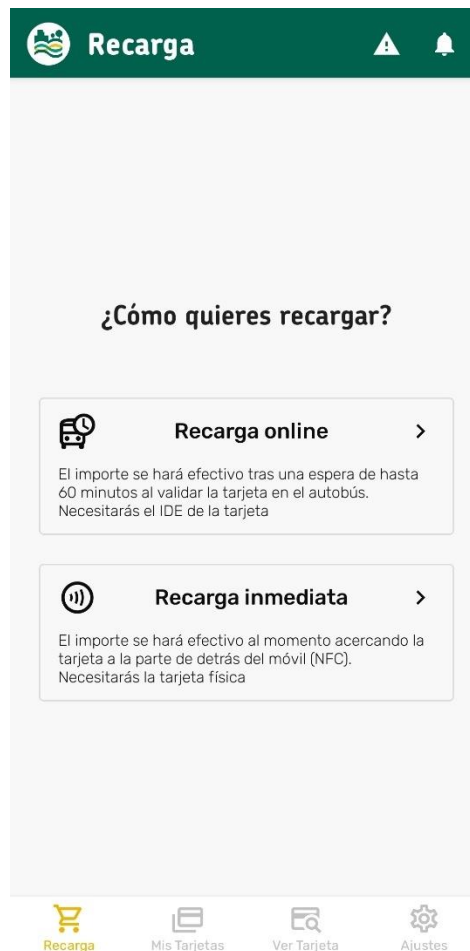 Recarga
¿Cómo quieres recargar?
Recarga online
El importe se hará efectivo tras una espera de hasta
60 minutos al validar la tarjeta en el autobús.
Necesitarás el IDE de la tarjeta
Recarga inmediata
El importe se hará efectivo al momento acercando la
tarjeta a la parte de detrás del móvil (NFC).
Necesitarás la tarjeta física
Recarga
Mis Tarjetas
Ver Tarjeta
Ajustes